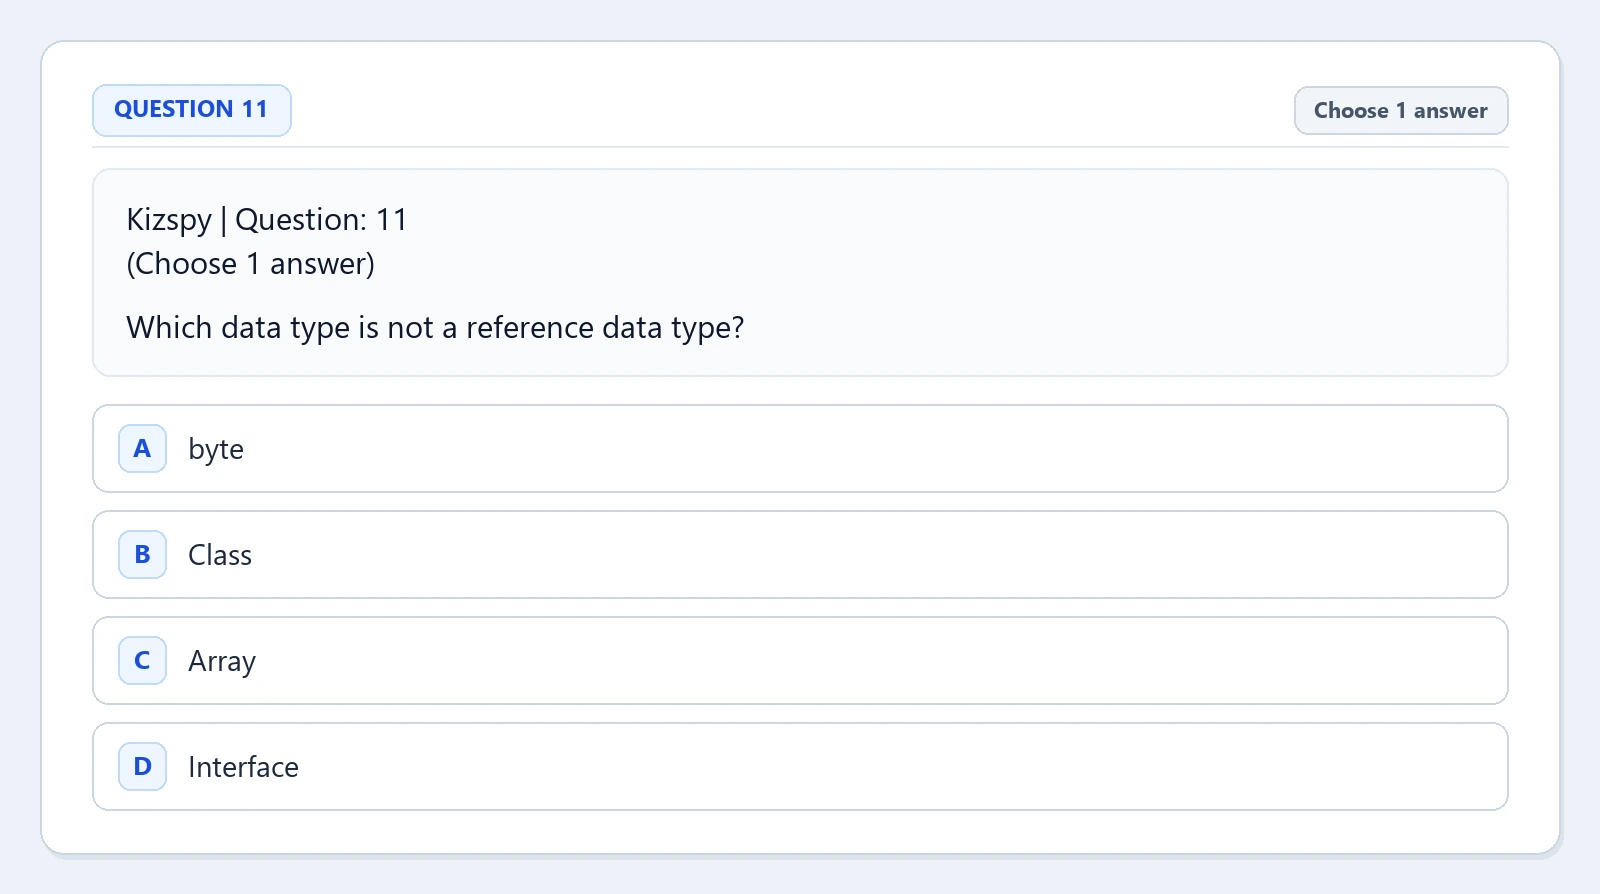 QUESTION 11
Choose 1 answer
Kizspy | Question: 11
(Choose 1 answer)
Which data type is not a reference data type?
A byte
B Class
C Array
D Interface